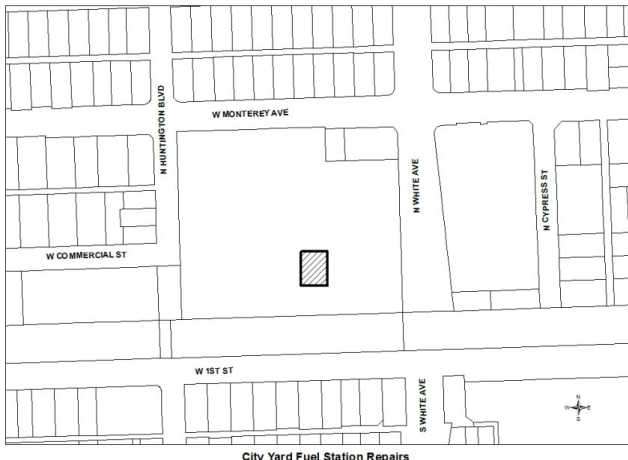 W MONTEREY AVE
N HUNTINGTON BLVD
N WHITE AVE
N CYPRESS ST
W COMMERCIAL ST
W 1ST ST
S WHITE AVE
N
W E
S
City Yard Fuel Station Repairs